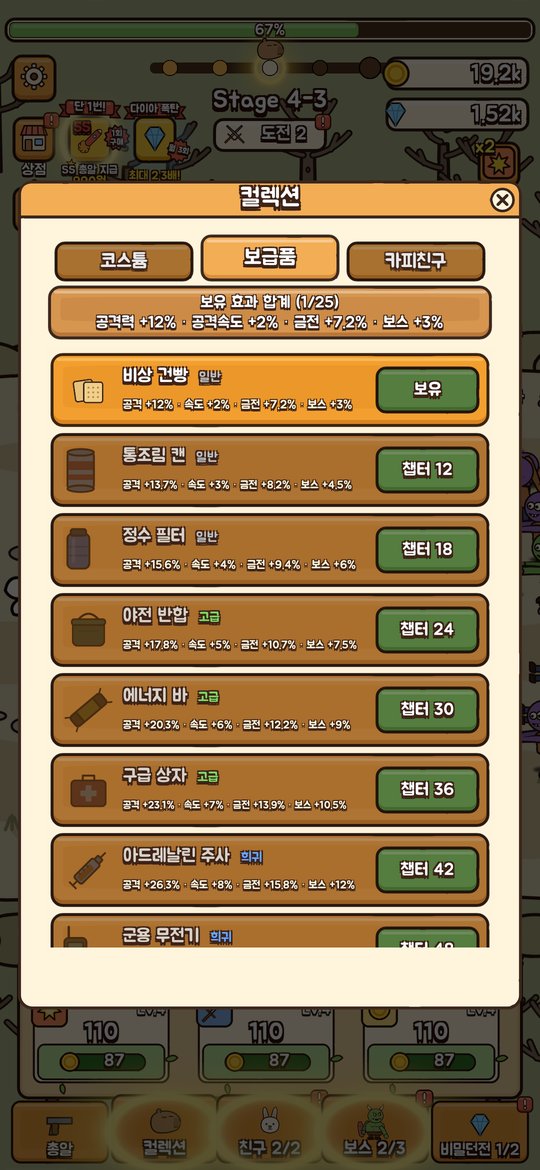 67%
19,2k
Stage 4-3
1,52k
단 1번!
다이아 폭탄
도전 2
x2
SS
1회 구매
상점
SS 총알 지급
최대 2,3배!
컬렉션
코스튬
보급품
카피친구
보유 효과 합계 (1/25)
공격력 +12% · 공격속도 +2% · 금전 +7,2% · 보스 +3%
비상 건빵 일반
공격 +12% · 속도 +2% · 금전 +7,2% · 보스 +3%
보유
통조림 캔 일반
공격 +13,7% · 속도 +3% · 금전 +8,2% · 보스 +4,5%
챕터 12
정수 필터 일반
공격 +15,6% · 속도 +4% · 금전 +9,4% · 보스 +6%
챕터 18
야전 반합 고급
공격 +17,8% · 속도 +5% · 금전 +10,7% · 보스 +7,5%
챕터 24
에너지 바 고급
공격 +20,3% · 속도 +6% · 금전 +12,2% · 보스 +9%
챕터 30
구급 상자 고급
공격 +23,1% · 속도 +7% · 금전 +13,9% · 보스 +10,5%
챕터 36
아드레날린 주사 희귀
공격 +26,3% · 속도 +8% · 금전 +15,8% · 보스 +12%
챕터 42
군용 무전기 희귀
챕터 48
110
110
110
87
87
87
총알
컬렉션
친구 2/2
보스 2/3
비밀던전 1/2